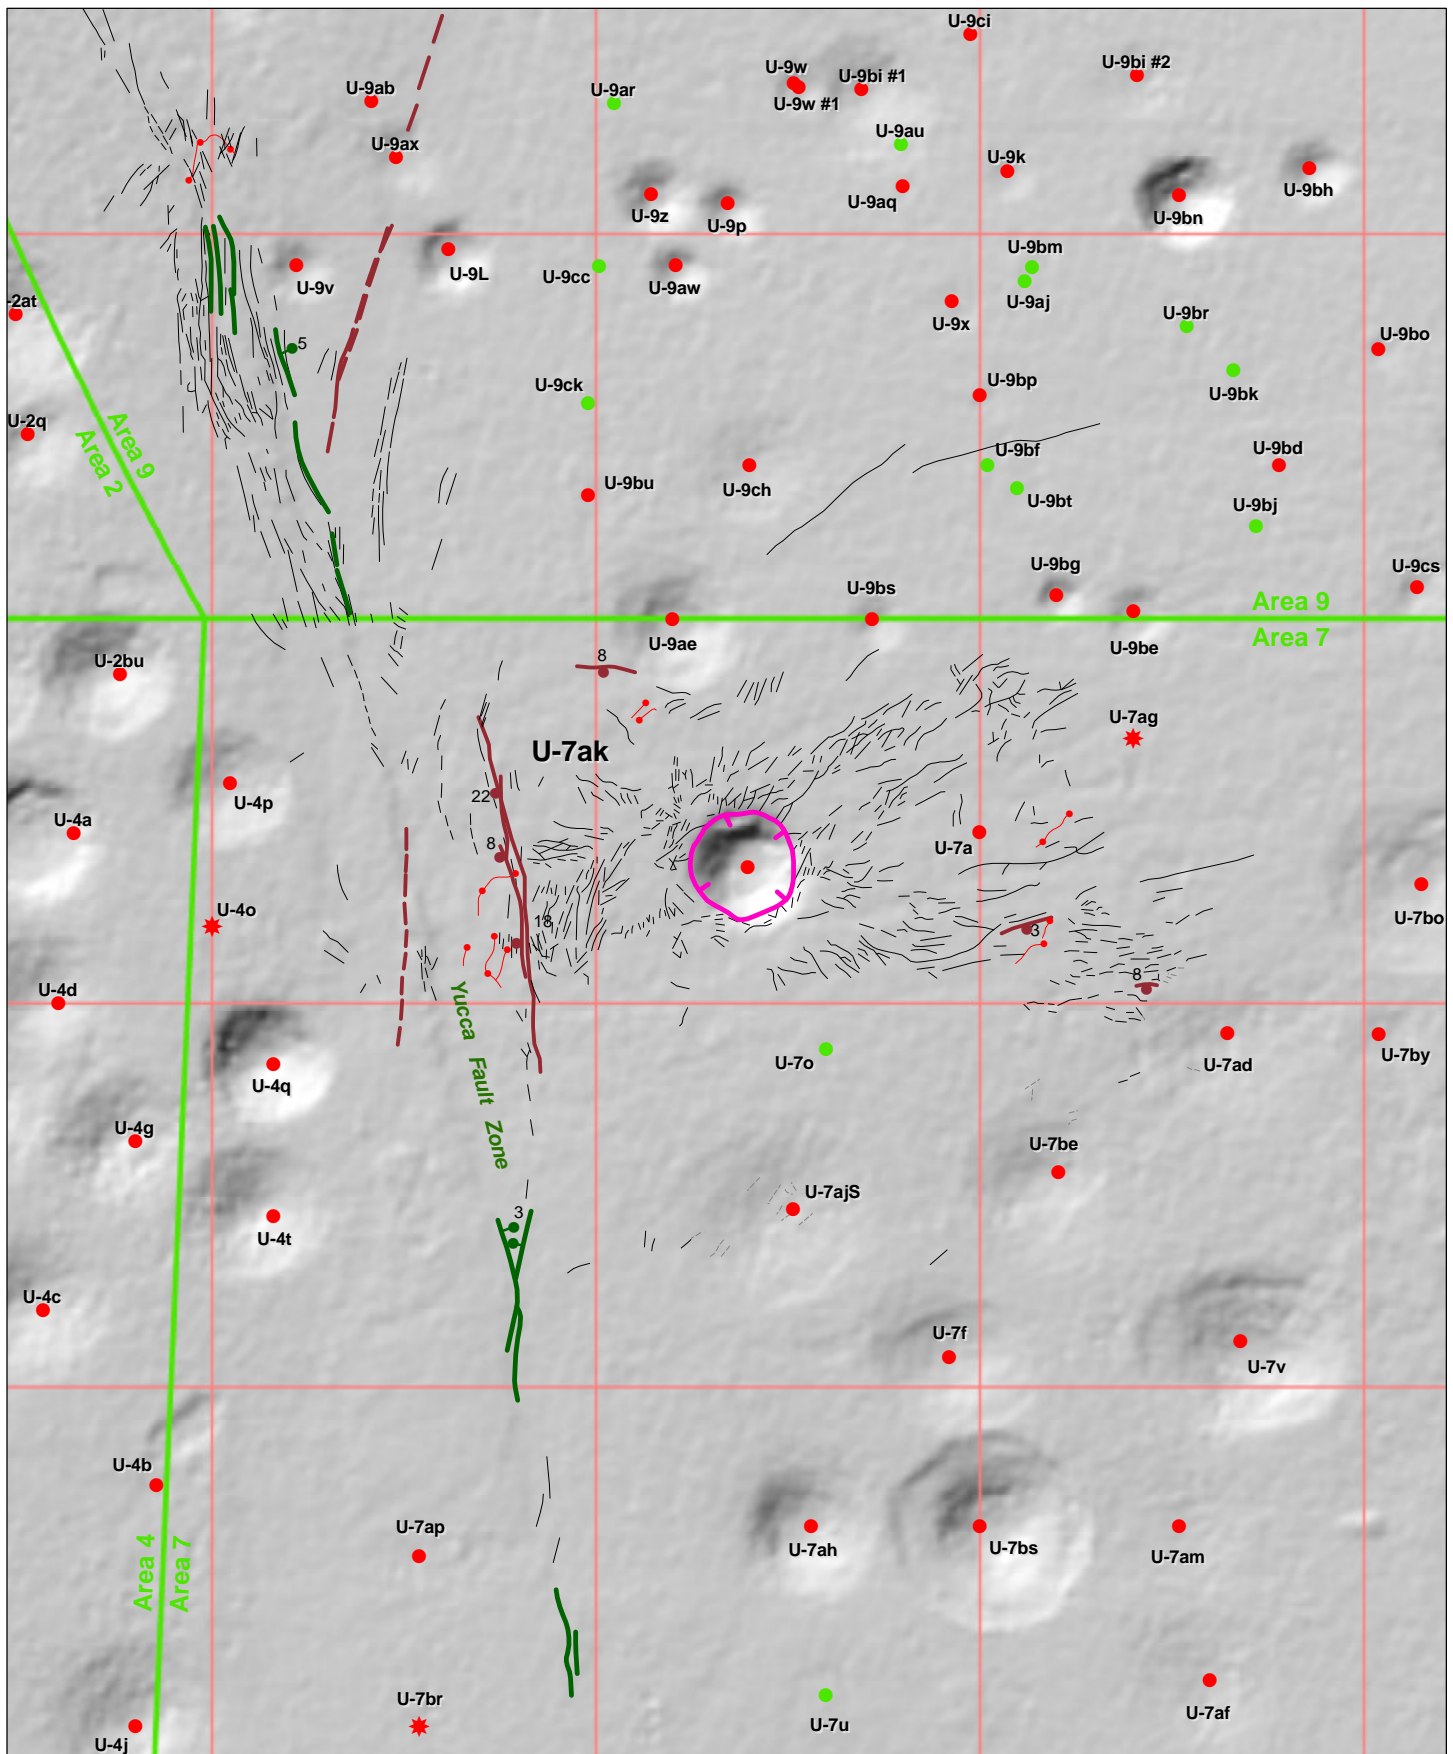 U-9ci
U-9w
U-9bi #1
U-9bi #2
U-9ab
U-9ar
U-9w #1
U-9au
U-9ax
U-9k
U-9bh
U-9aq
U-9z
U-9p
U-9bn
U-9bm
U-9L
U-9cc
U-9aw
U-9v
U-9aj
-2at
U-9br
U-9x
U-9bo
5
U-9bp
U-9ck
U-9bk
U-2q
Area 9
Area 2
U-9bf
U-9bd
U-9bu
U-9ch
U-9bt
U-9bj
U-9bg
U-9cs
U-9bs
Area 9
Area 7
U-9ae
U-9be
8
U-2bu
U-7ag
U-7ak
22
U-4p
U-4a
8
U-7a
U-4o
18
3
U-7bo
8
U-4d
Yucca Fault Zone
U-7o
U-7ad
U-7by
U-4q
U-4g
U-7be
U-7ajS
3
U-4t
U-4c
U-7f
U-7v
U-4b
U-7ap
U-7ah
U-7bs
U-7am
Area 4
Area 7
U-7br
U-7u
U-7af
U-4j